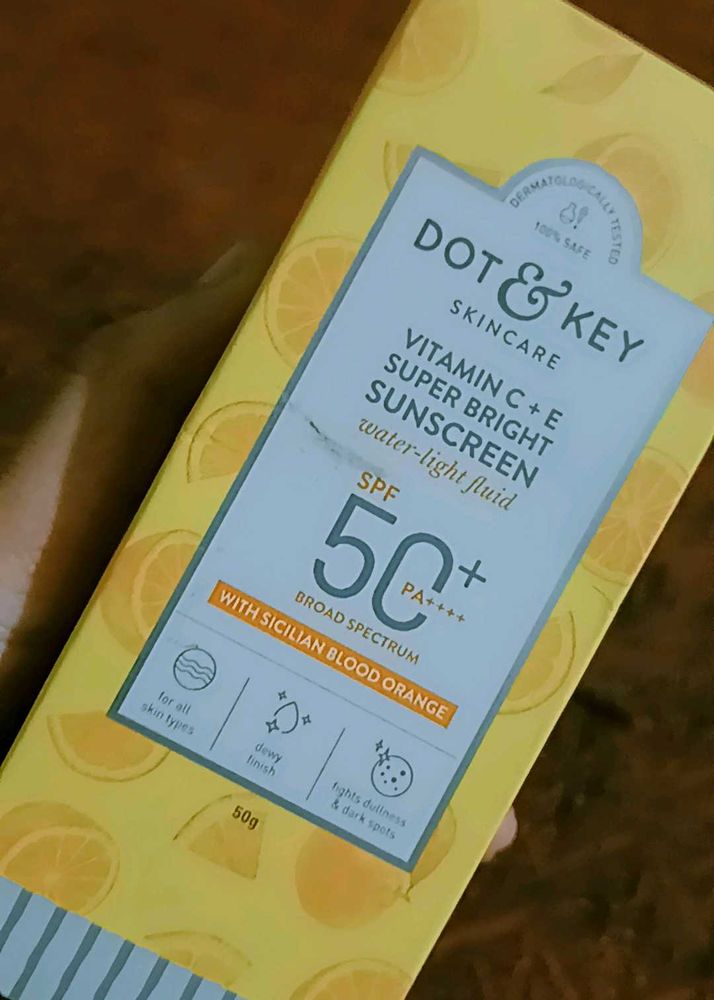 DERMATOLOGICALLY TESTED
100% SAFE
DOT & KEY
SKINCARE
VITAMIN C + E
SUPER BRIGHT
SUNSCREEN
water-light fluid
SPF
50+
PA++++
BROAD SPECTRUM
WITH SICILIAN BLOOD ORANGE
for all
skin types
dewy
finish
fights dullness
& dark spots
50g